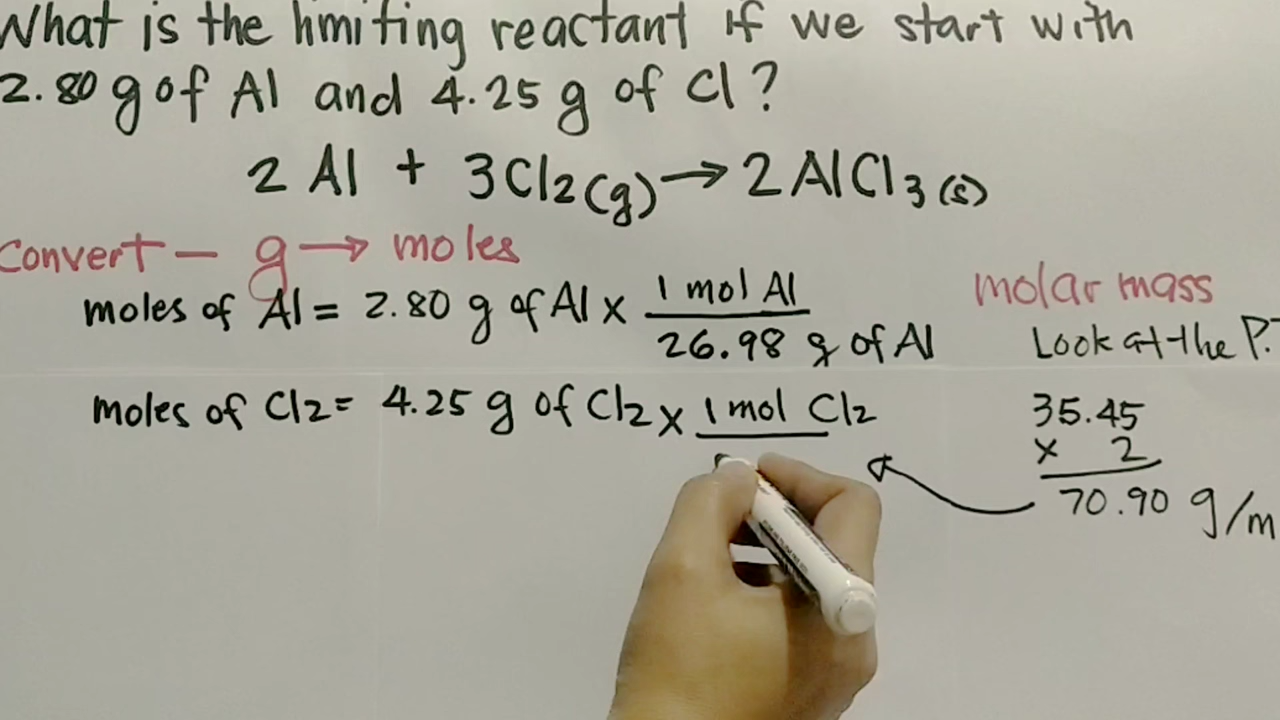 What is the limiting reactant if we start with
2.80 g of Al and 4.25 g of Cl?
2 Al + 3Cl2(g) → 2AlCl3(s)
Convert — g → moles
moles of Al = 2.80 g of Al x 1 mol Al
26.98 g of Al
molar mass
Look at the P.T
moles of Cl2 = 4.25 g of Cl2 x 1 mol Cl2
35.45
x 2
70.90 g/m